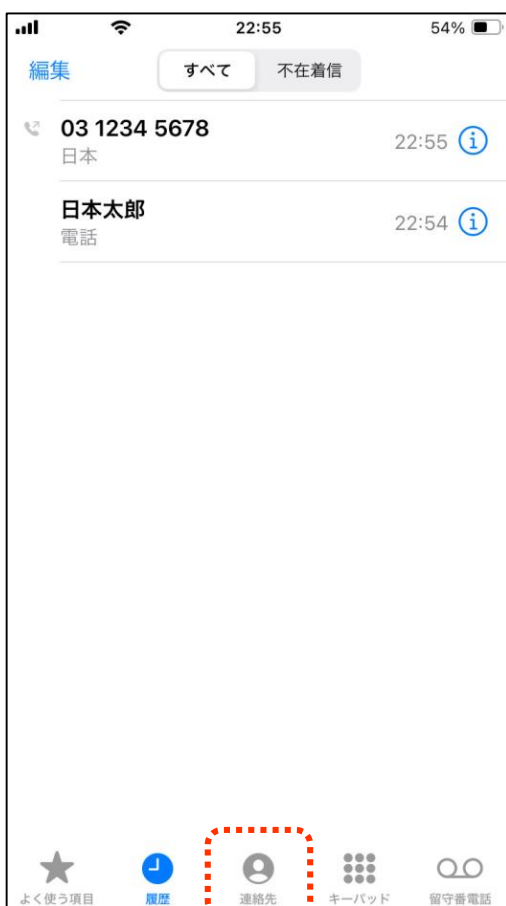 22:55 54%
編集 すべて 不在着信
03 1234 5678
日本 22:55
日本太郎
電話 22:54
よく使う項目 履歴 連絡先 キーパッド 留守番電話